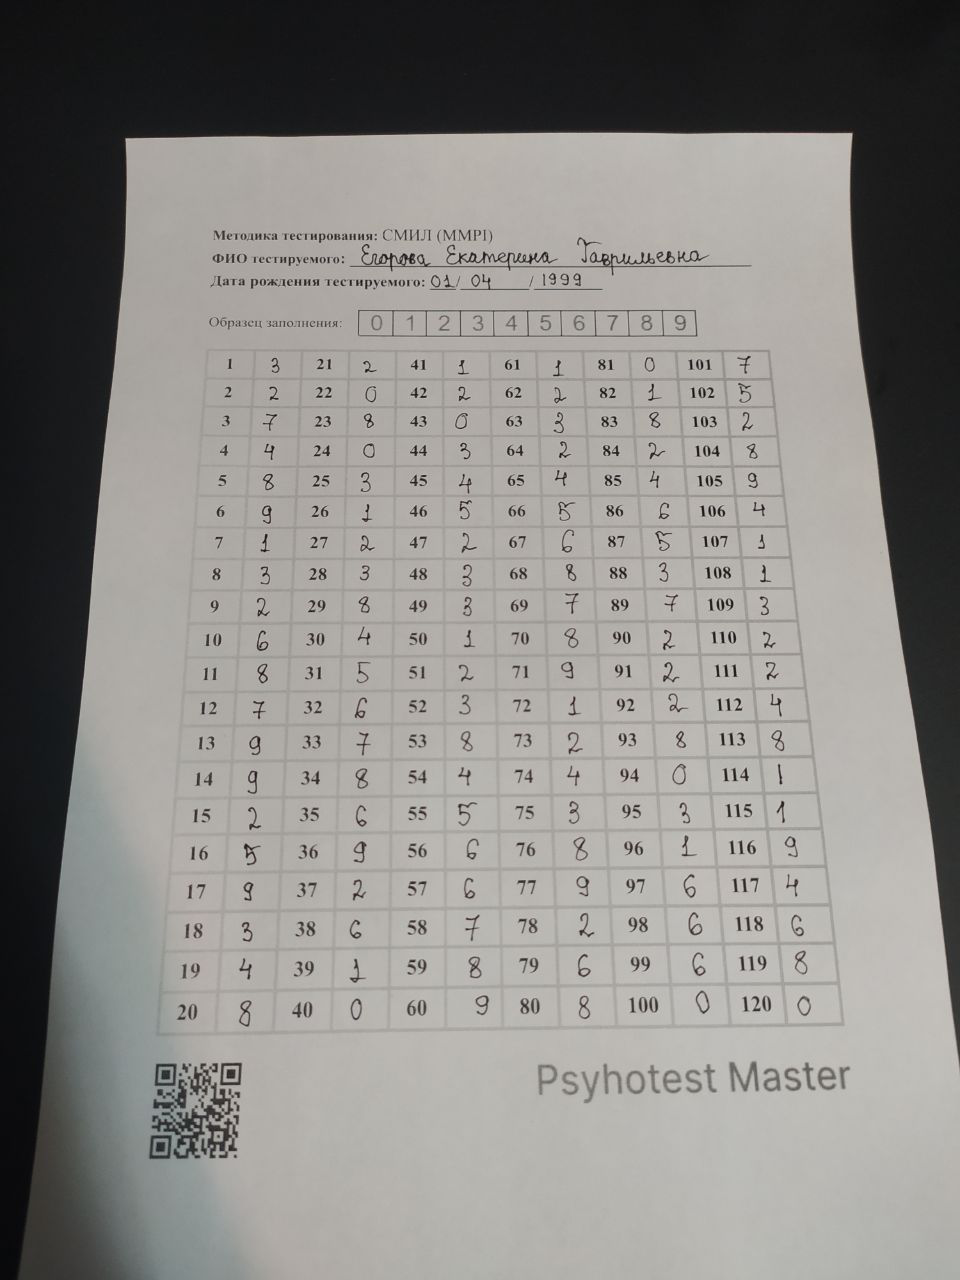 Методика тестирования: СМИЛ (MMPI)
ФИО тестируемого: Егорова Екатерина Гаврильевна
Дата рождения тестируемого: 01/ 04 / 1999
Образец заполнения: 0 1 2 3 4 5 6 7 8 9
1 3 21 2 41 1 61 1 81 0 101 7
2 2 22 0 42 2 62 2 82 1 102 5
3 7 23 8 43 0 63 3 83 8 103 2
4 4 24 0 44 3 64 2 84 2 104 8
5 8 25 3 45 4 65 4 85 4 105 9
6 9 26 1 46 5 66 5 86 6 106 4
7 1 27 2 47 2 67 6 87 5 107 1
8 3 28 3 48 3 68 8 88 3 108 1
9 2 29 8 49 3 69 7 89 7 109 3
10 6 30 4 50 1 70 8 90 2 110 2
11 8 31 5 51 2 71 9 91 2 111 2
12 7 32 6 52 3 72 1 92 2 112 4
13 9 33 7 53 8 73 2 93 8 113 8
14 9 34 8 54 4 74 4 94 0 114 1
15 2 35 6 55 5 75 3 95 3 115 1
16 5 36 9 56 6 76 8 96 1 116 9
17 9 37 2 57 6 77 9 97 6 117 4
18 3 38 6 58 7 78 2 98 6 118 6
19 4 39 1 59 8 79 6 99 6 119 8
20 8 40 0 60 9 80 8 100 0 120 0
Psyhotest Master